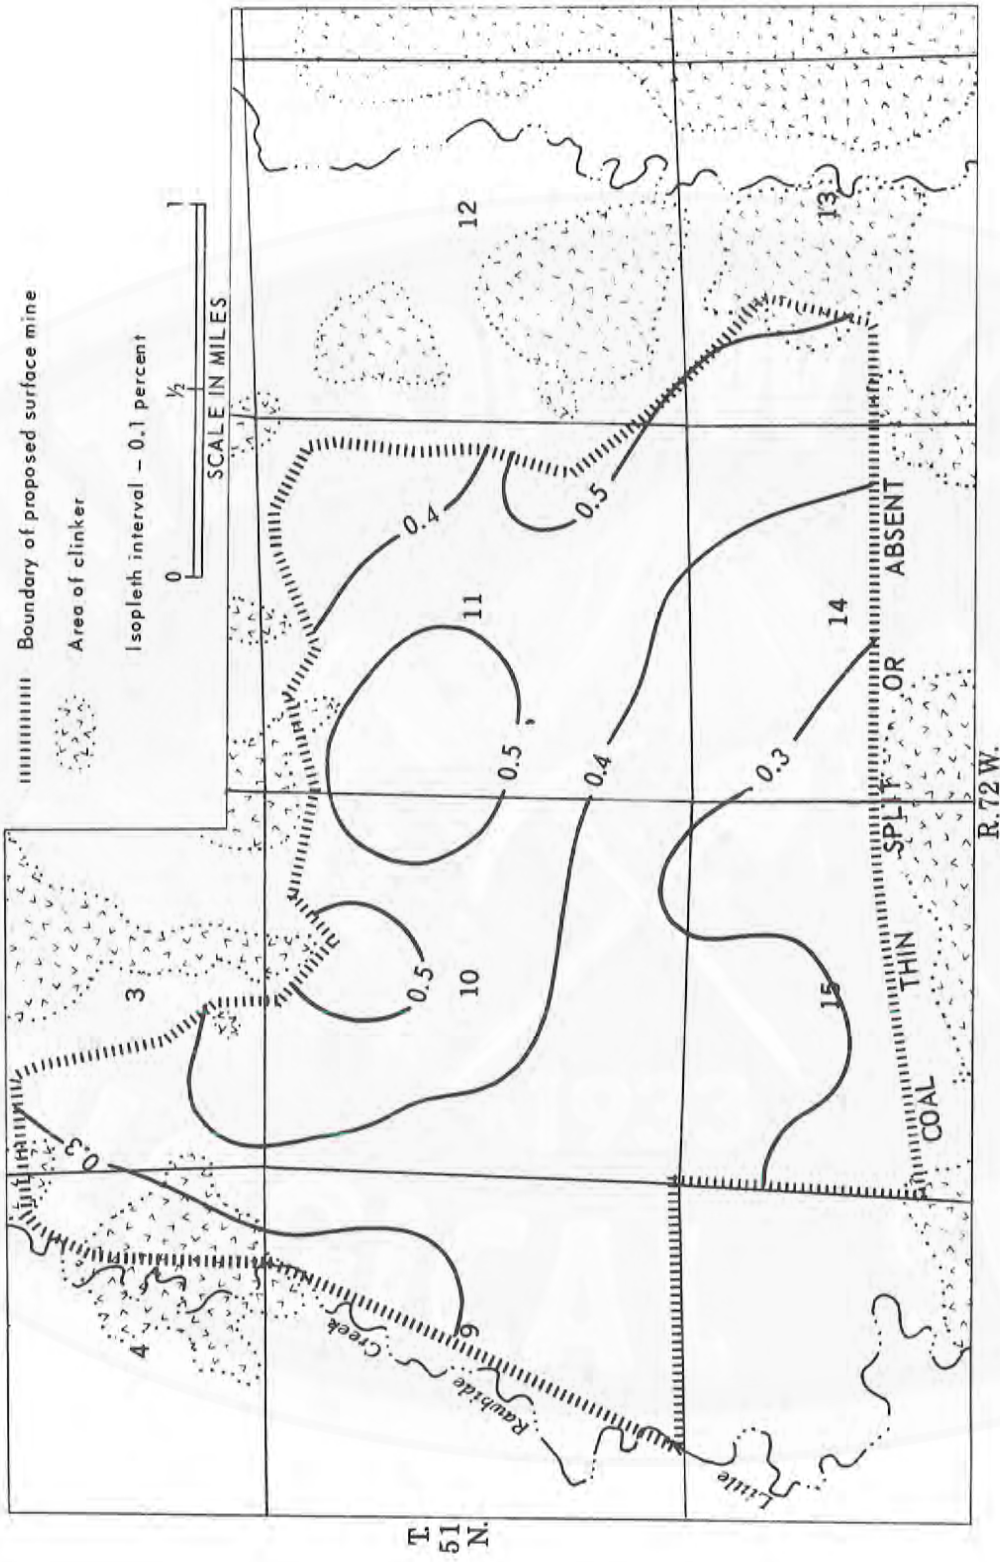 Boundary of proposed surface mine
Area of clinker
Isopleth interval – 0.1 percent
0 ½ 1
SCALE IN MILES
4
3
0.3
T.
51
N.
Creek
Rawhide
Little
9
10
0.5
0.5
11
0.4
0.5
12
0.4
15
0.3
14
13
COAL THIN SPLIT OR ABSENT
R. 72 W.